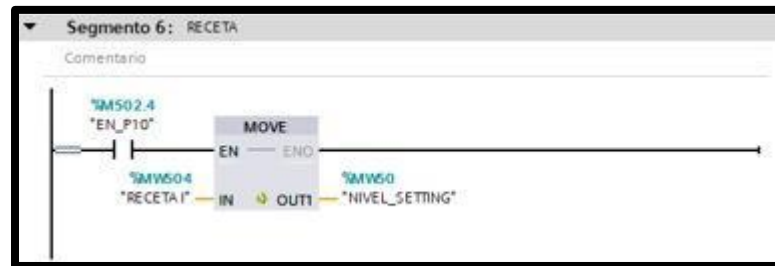 Segmento 6: RECETA
Comentario
%M502.4
"EN_P10"
MOVE
EN ENO
%MW504
"RECETA I"
IN OUT1
%MW50
"NIVEL_SETTING"